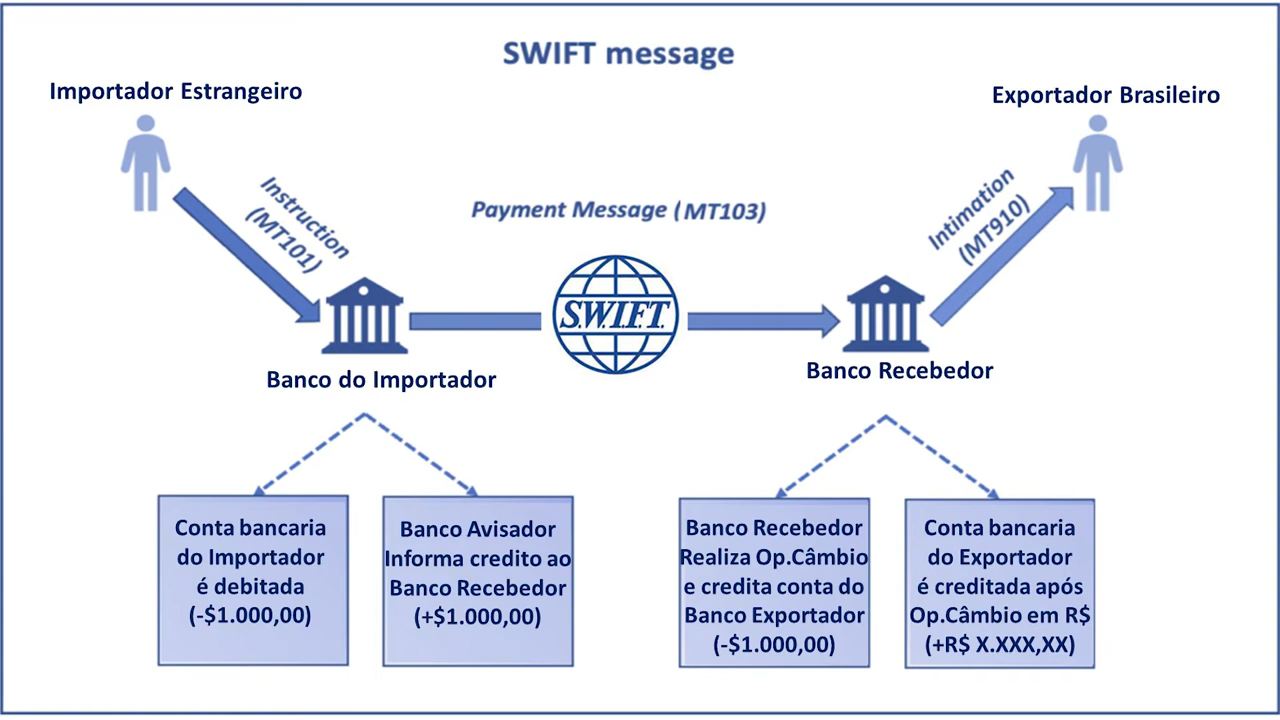 SWIFT message
Importador Estrangeiro
Exportador Brasileiro
Instruction
(MT101)
Payment Message (MT103)
Intimation
(MT910)
S.W.I.F.T.
Banco do Importador
Banco Recebedor
Conta bancaria
do Importador
é debitada
(-$1.000,00)
Banco Avisador
Informa credito ao
Banco Recebedor
(+$1.000,00)
Banco Recebedor
Realiza Op.Câmbio
e credita conta do
Banco Exportador
(-$1.000,00)
Conta bancaria
do Exportador
é creditada após
Op.Câmbio em R$
(+R$ X.XXX,XX)